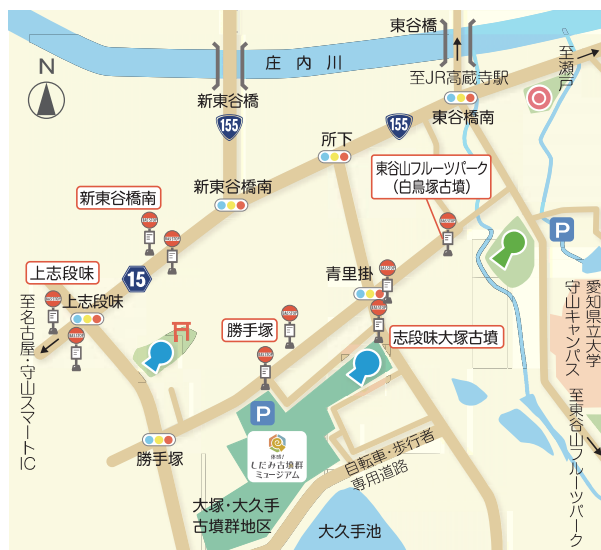 東谷橋
N
庄内川
至瀬戸
至JR高蔵寺駅
新東谷橋
155
155
東谷橋南
所下
東谷山フルーツパーク
(白鳥塚古墳)
新東谷橋南
新東谷橋南
P
上志段味
15
青里掛
上志段味
愛知県立大学
守山キャンパス
至名古屋・守山スマートIC
勝手塚
志段味大塚古墳
至東谷山フルーツパーク
P
体感!
しだみ古墳群
ミュージアム
勝手塚
自転車・歩行者
専用道路
大塚・大久手
古墳群地区
大久手池